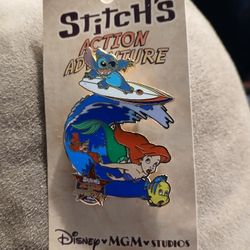 STITCH'S
ACTION
ADVENTURE
DISNEY • MGM • STUDIOS